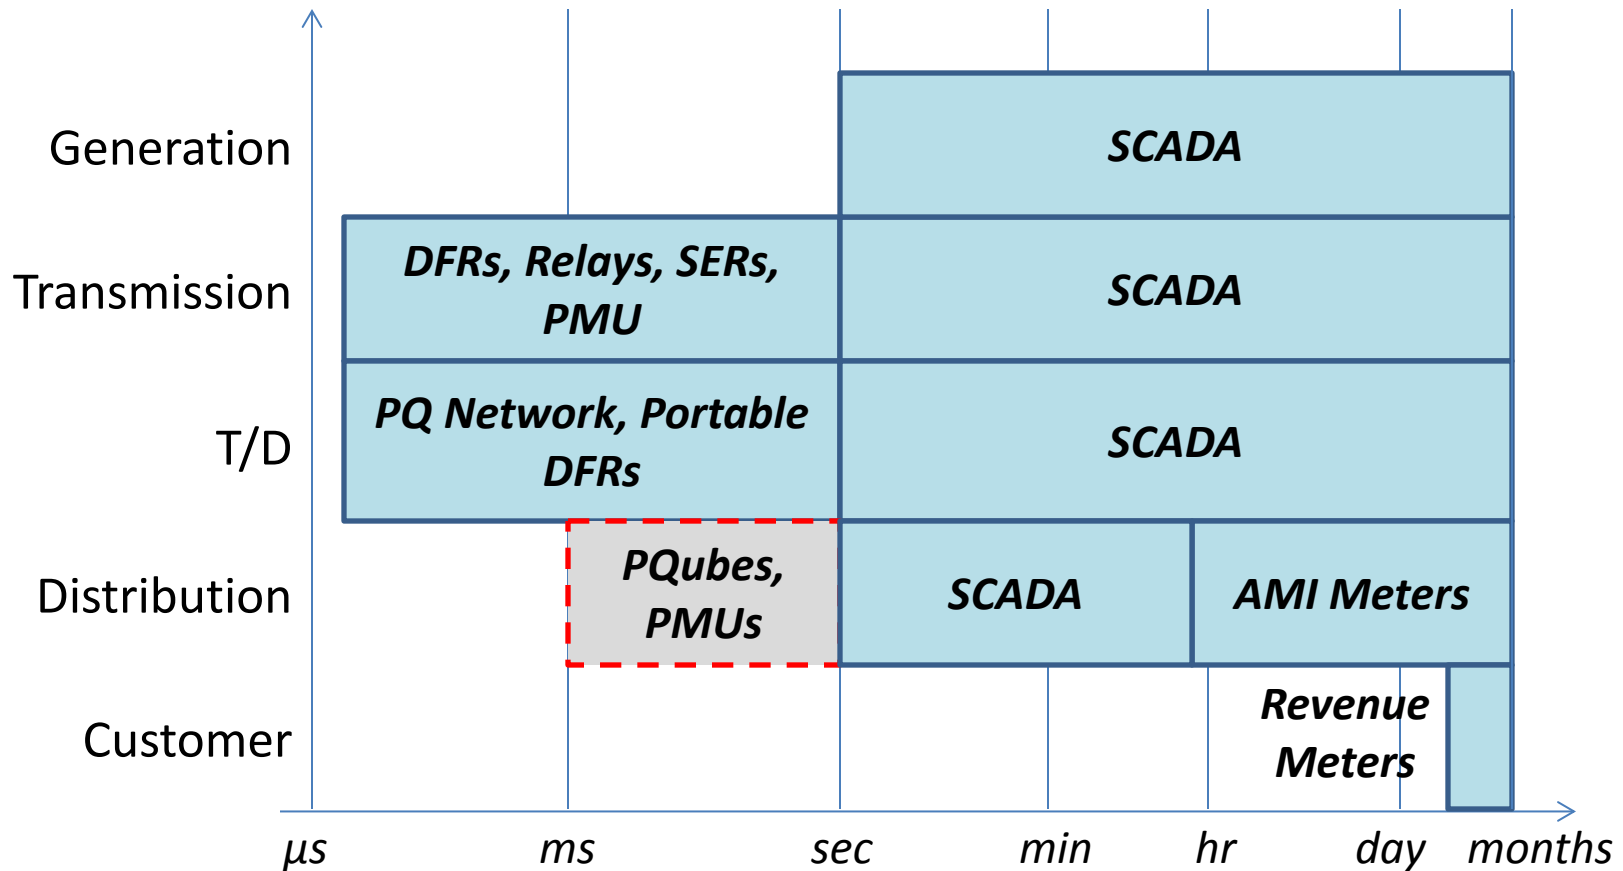 Generation
SCADA
Transmission
DFRs, Relays, SERs,
PMU
SCADA
T/D
PQ Network, Portable
DFRs
SCADA
Distribution
PQubes,
PMUs
SCADA
AMI Meters
Customer
Revenue
Meters
μs ms sec min hr day months